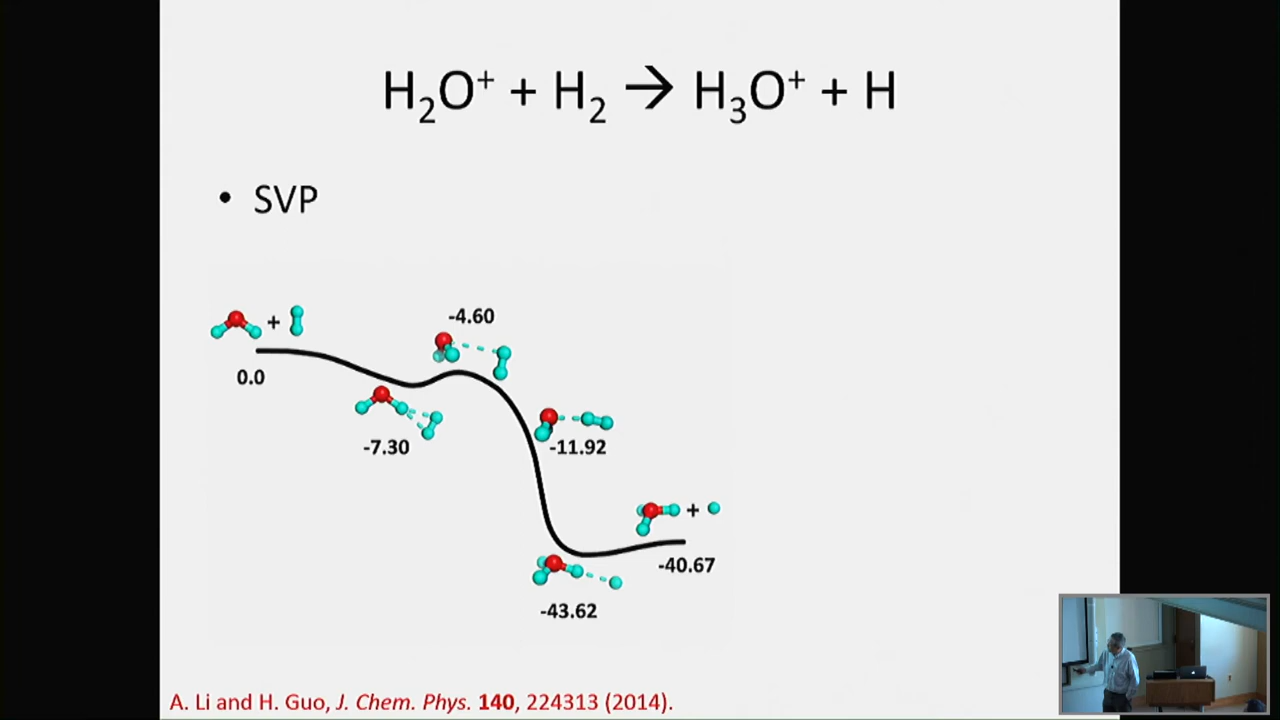 H₂O⁺ + H₂ → H₃O⁺ + H
• SVP
-4.60
+
0.0
-7.30
-11.92
+
-40.67
-43.62
A. Li and H. Guo, J. Chem. Phys. 140, 224313 (2014).